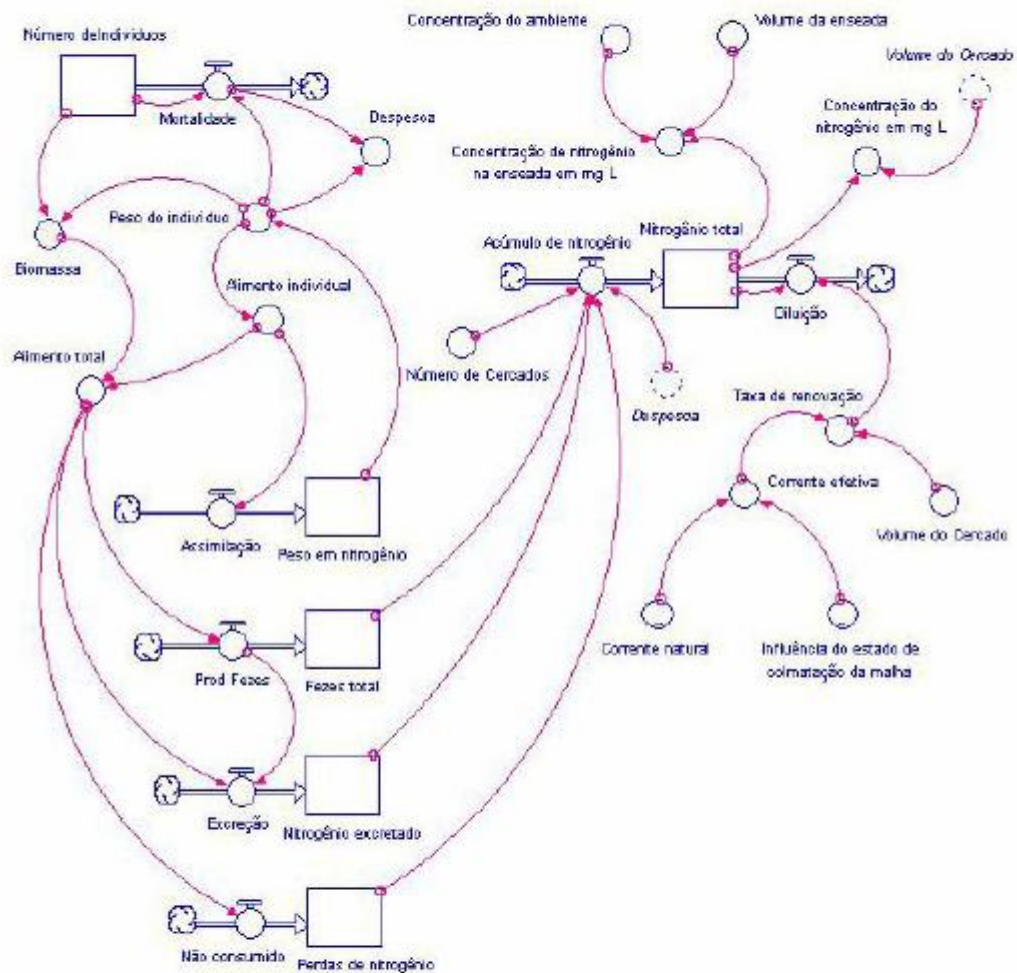 Concentração do ambiente
Volume da enseada
Número deIndivíduos
Volume do Cercado
Mortalidade
Despesca
Concentração do
nitrogênio em mg L
Concentração de nitrogênio
na enseada em mg L
Peso do indivíduo
Nitrogênio total
Acúmulo de nitrogênio
Biomassa
Alimento individual
Diluição
Alimento total
Número de Cercados
Despesca
Taxa de renovação
Corrente efetiva
Assimilação
Peso em nitrogênio
Volume do Cercado
Corrente natural
Influência do estado de
colmatação da malha
Prod Fezes
Fezes total
Excreção
Nitrogênio excretado
Não consumido
Perdas de nitrogênio